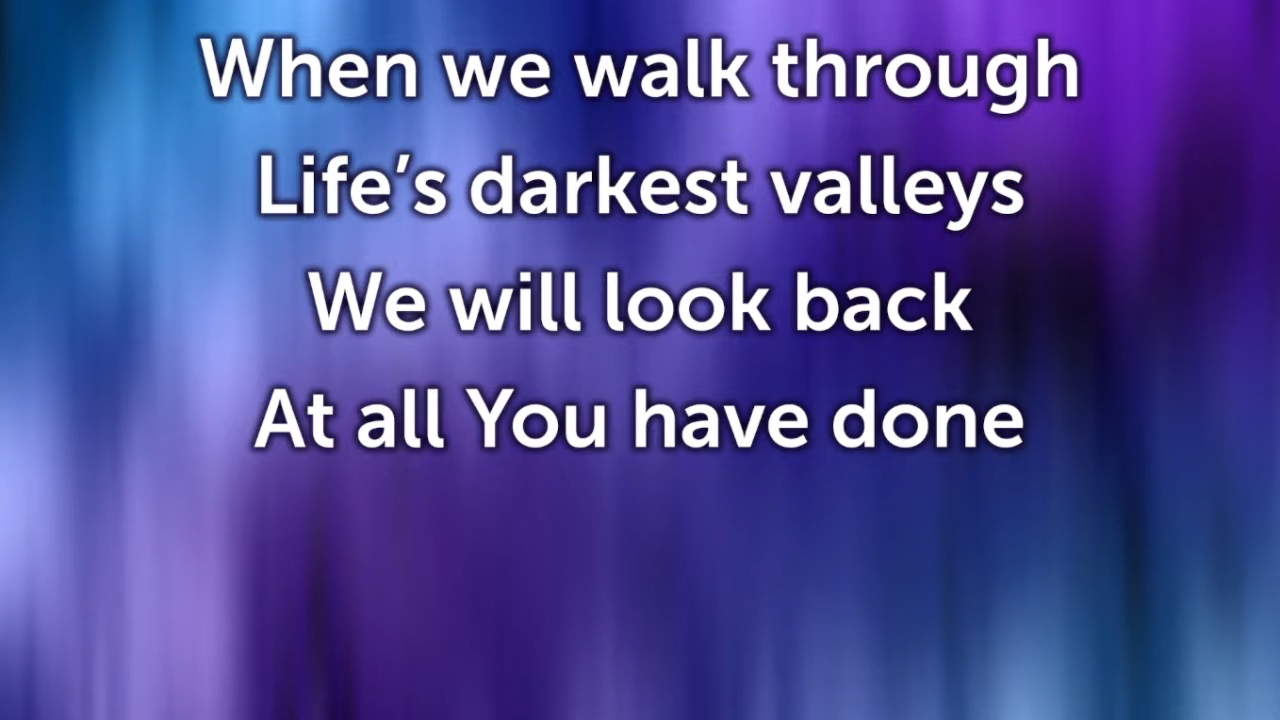 When we walk through
Life’s darkest valleys
We will look back
At all You have done